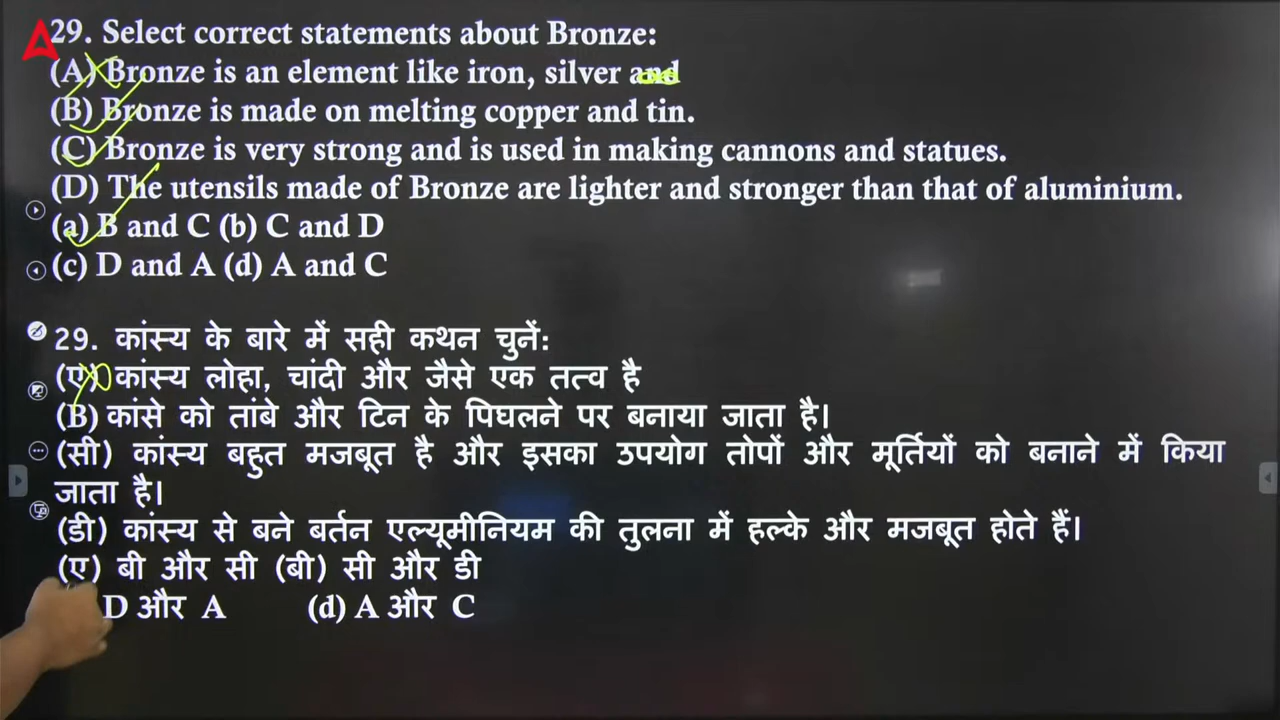 29. Select correct statements about Bronze:
(A) Bronze is an element like iron, silver and
(B) Bronze is made on melting copper and tin.
(C) Bronze is very strong and is used in making cannons and statues.
(D) The utensils made of Bronze are lighter and stronger than that of aluminium.
(a) B and C (b) C and D
(c) D and A (d) A and C
29. कांस्य के बारे में सही कथन चुनें:
(ए) कांस्य लोहा, चांदी और जैसे एक तत्व है
(B) कांसे को तांबे और टिन के पिघलने पर बनाया जाता है।
(सी) कांस्य बहुत मजबूत है और इसका उपयोग तोपों और मूर्तियों को बनाने में किया
जाता है।
(डी) कांस्य से बने बर्तन एल्यूमीनियम की तुलना में हल्के और मजबूत होते हैं।
(ए) बी और सी (बी) सी और डी
D और A (d) A और C